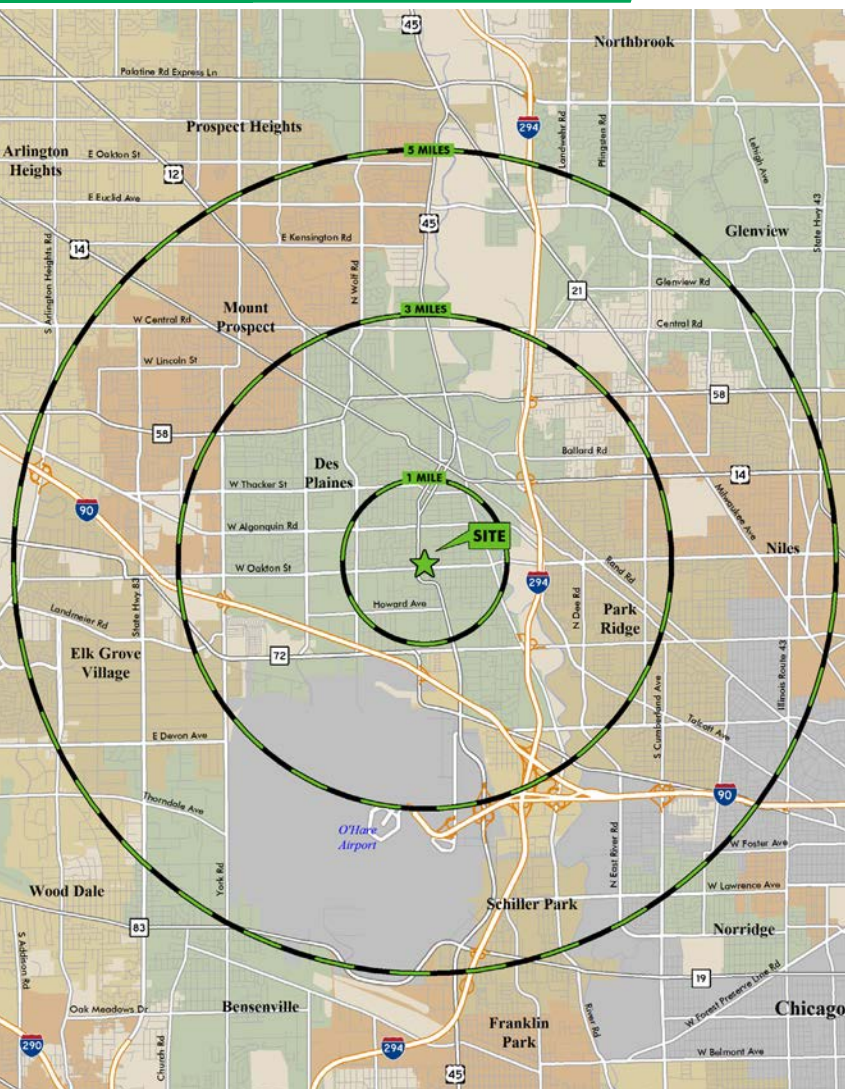 45
Northbrook
Palatine Rd Express Ln
294
Landwehr Rd
Pfingsten Rd
Prospect Heights
Lehigh Ave
Arlington
Heights
E Oakton St
5 MILES
12
State Hwy 43
E Euclid Ave
45
Glenview
14
E Kensington Rd
S Arlington Heights Rd
N Wolf Rd
21
Glenview Rd
Mount
Prospect
3 MILES
W Central Rd
Central Rd
W Lincoln St
58
58
Ballard Rd
Des
Plaines
1 MILE
14
W Thacker St
Milwaukee Ave
90
W Algonquin Rd
SITE
Niles
W Oakton St
Rand Rd
294
State Hwy 83
N Dee Rd
Howard Ave
Park
Ridge
Landmeier Rd
Elk Grove
Village
72
Illinois Route 43
S Cumberland Ave
Talcott Ave
E Devon Ave
90
Thorndale Ave
O'Hare
Airport
N East River Rd
W Foster Ave
York Rd
Wood Dale
W Lawrence Ave
Schiller Park
83
Norridge
S Addison Rd
19
W Forest Preserve Line Rd
Oak Meadows Dr
Bensenville
River Rd
Chicago
Franklin
Park
290
Church Rd
294
W Belmont Ave
45